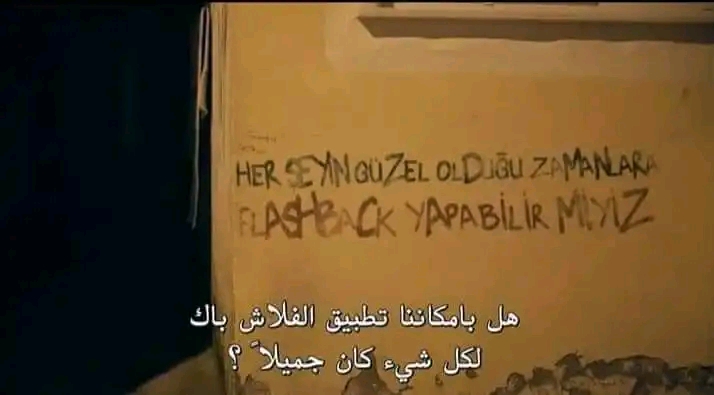 HER ŞEYİN GÜZEL OLDUĞU ZAMANLARA
FLASHBACK YAPABİLİR MİYİZ
هل بامكاننا تطبيق الفلاش باك
لكل شيء كان جميلاً ؟